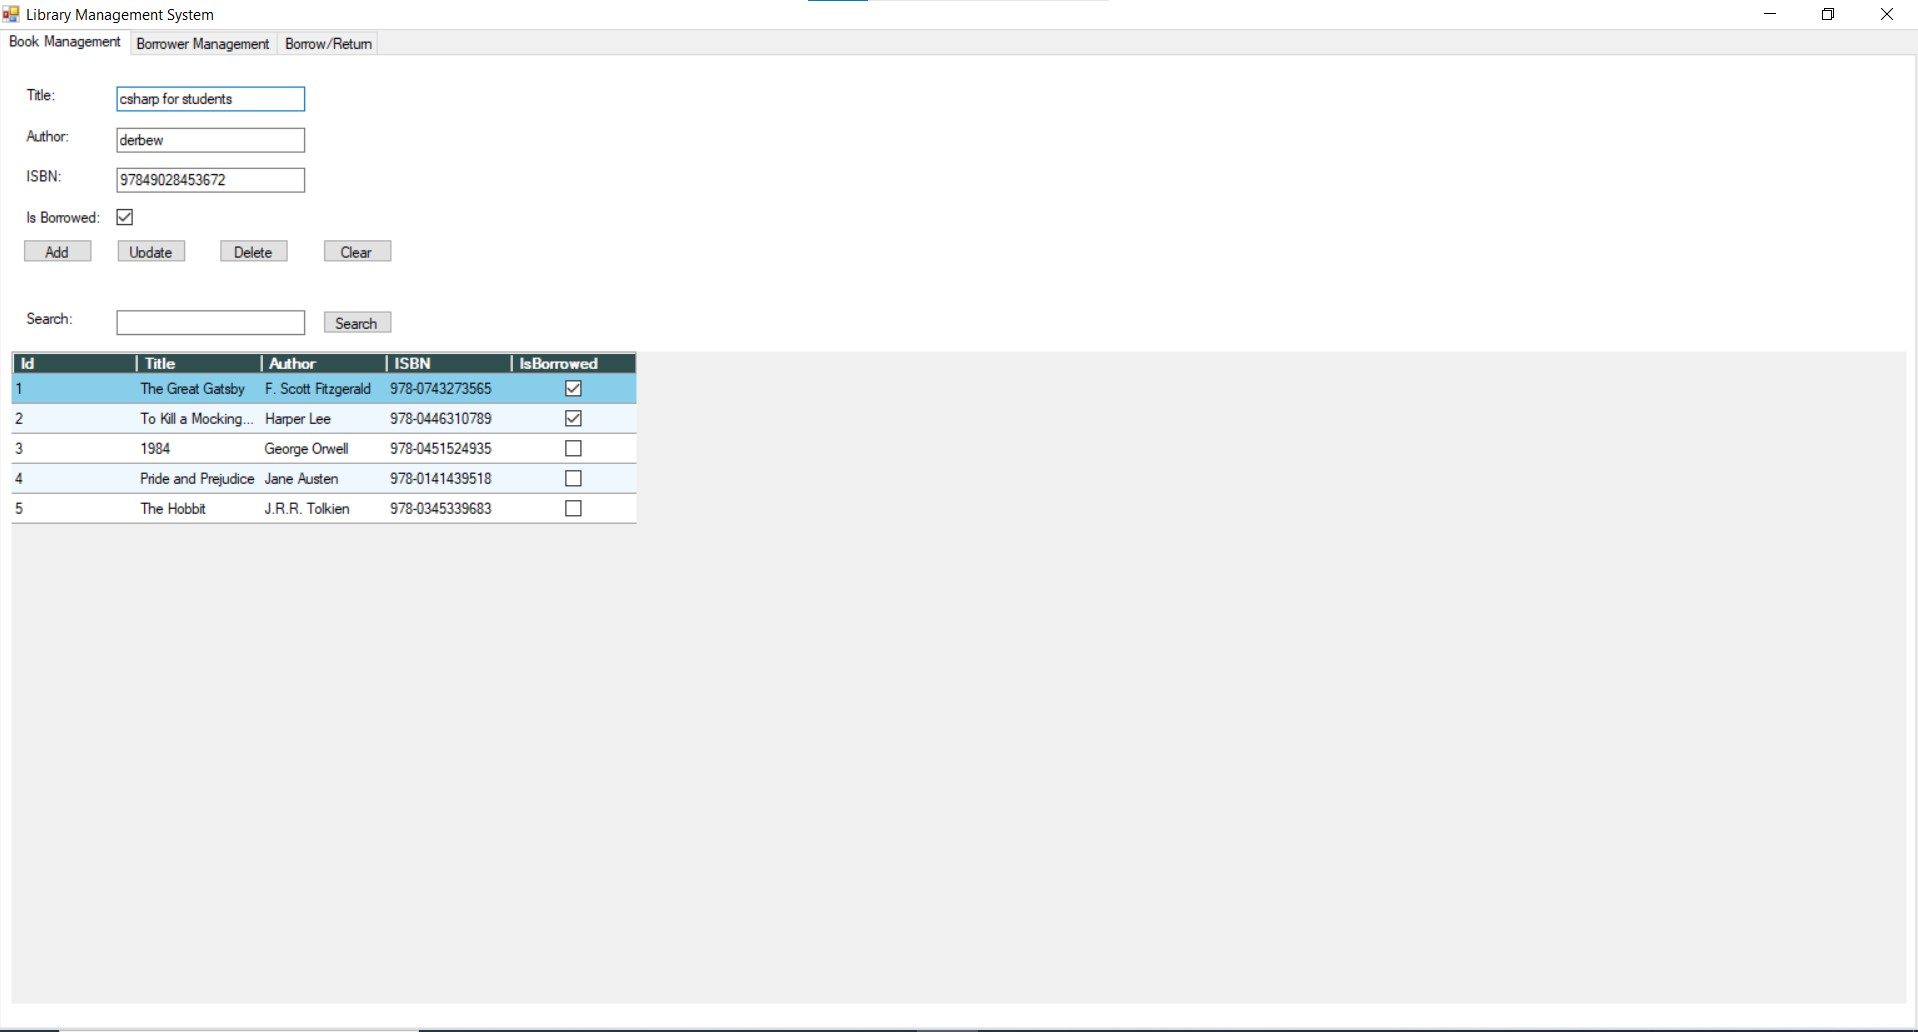 Library Management System
Book Management Borrower Management Borrow/Return
Title: csharp for students
Author: derbew
ISBN: 97849028453672
Is Borrowed:
Add Update Delete Clear
Search: Search
Id Title Author ISBN IsBorrowed
1 The Great Gatsby F. Scott Fitzgerald 978-0743273565
2 To Kill a Mocking... Harper Lee 978-0446310789
3 1984 George Orwell 978-0451524935
4 Pride and Prejudice Jane Austen 978-0141439518
5 The Hobbit J.R.R. Tolkien 978-0345339683